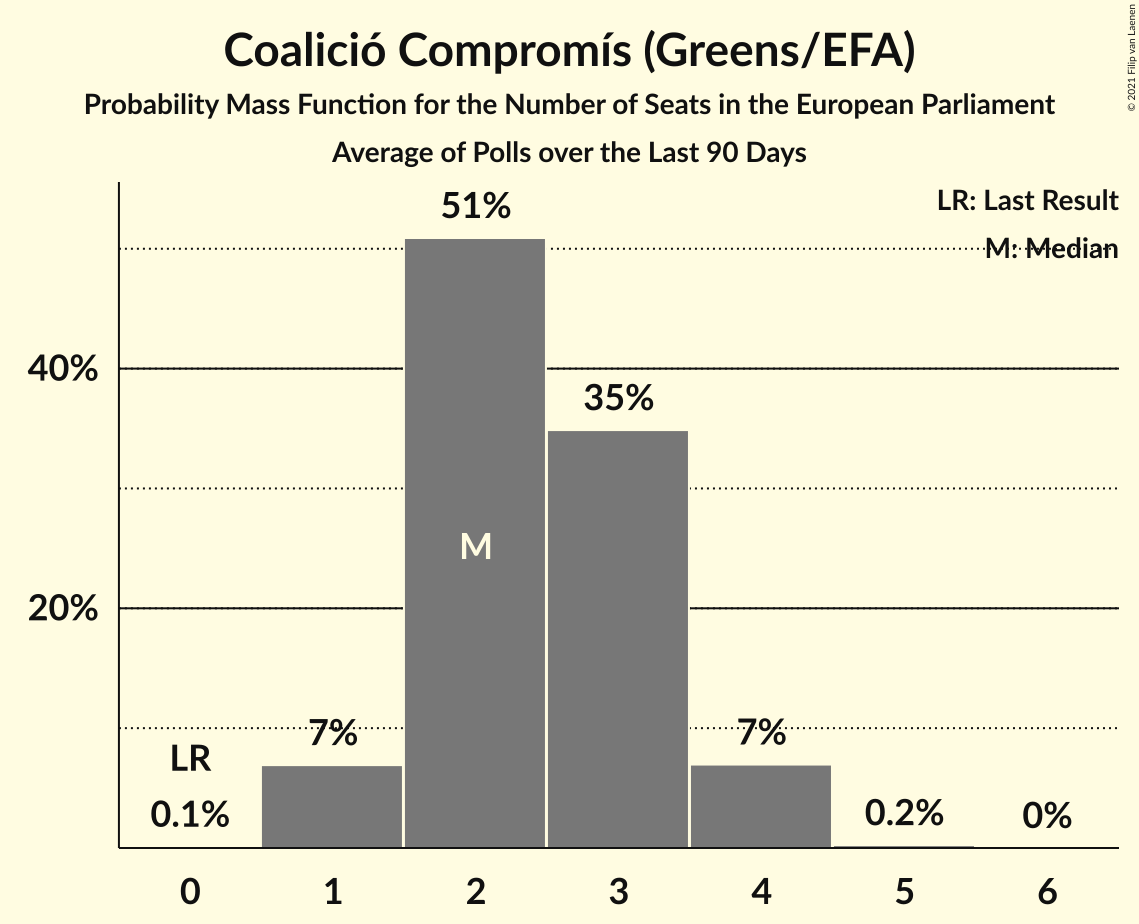 Coalició Compromís (Greens/EFA)
Probability Mass Function for the Number of Seats in the European Parliament
Average of Polls over the Last 90 Days
© 2021 Filip van Laenen
LR: Last Result
M: Median
51%
40%
35%
M
20%
7%
7%
LR
0.1%
0.2%
0%
0 1 2 3 4 5 6